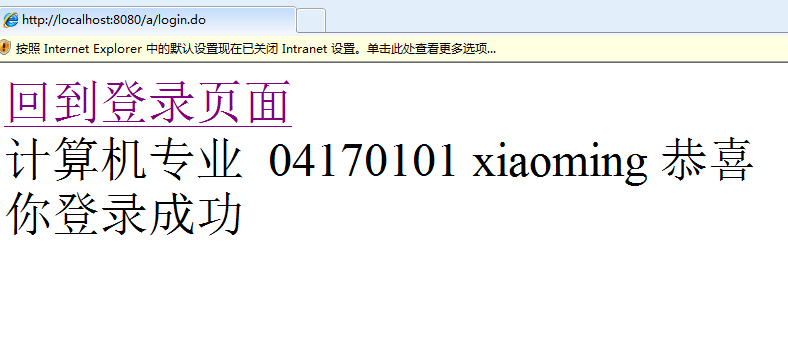 http://localhost:8080/a/login.do
按照 Internet Explorer 中的默认设置现在已关闭 Intranet 设置。单击此处查看更多选项...
回到登录页面
计算机专业 04170101 xiaoming 恭喜
你登录成功